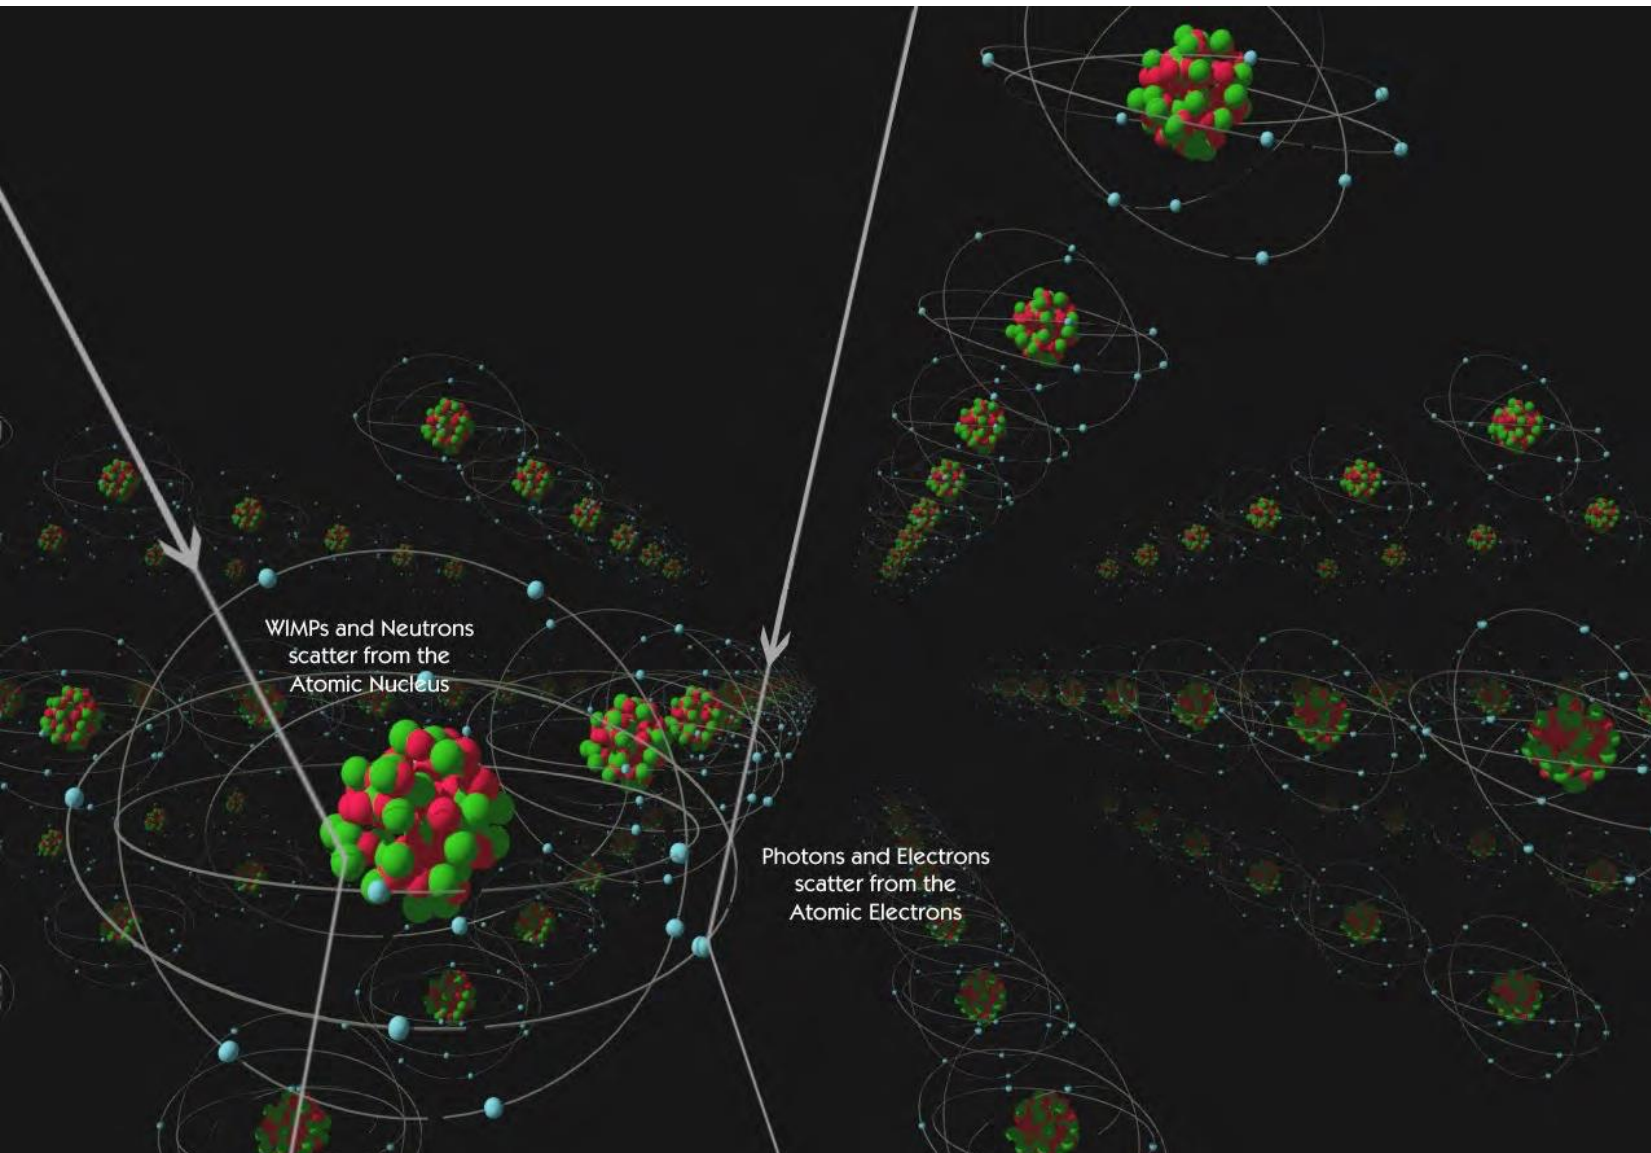 WIMPs and Neutrons
scatter from the
Atomic Nucleus
Photons and Electrons
scatter from the
Atomic Electrons